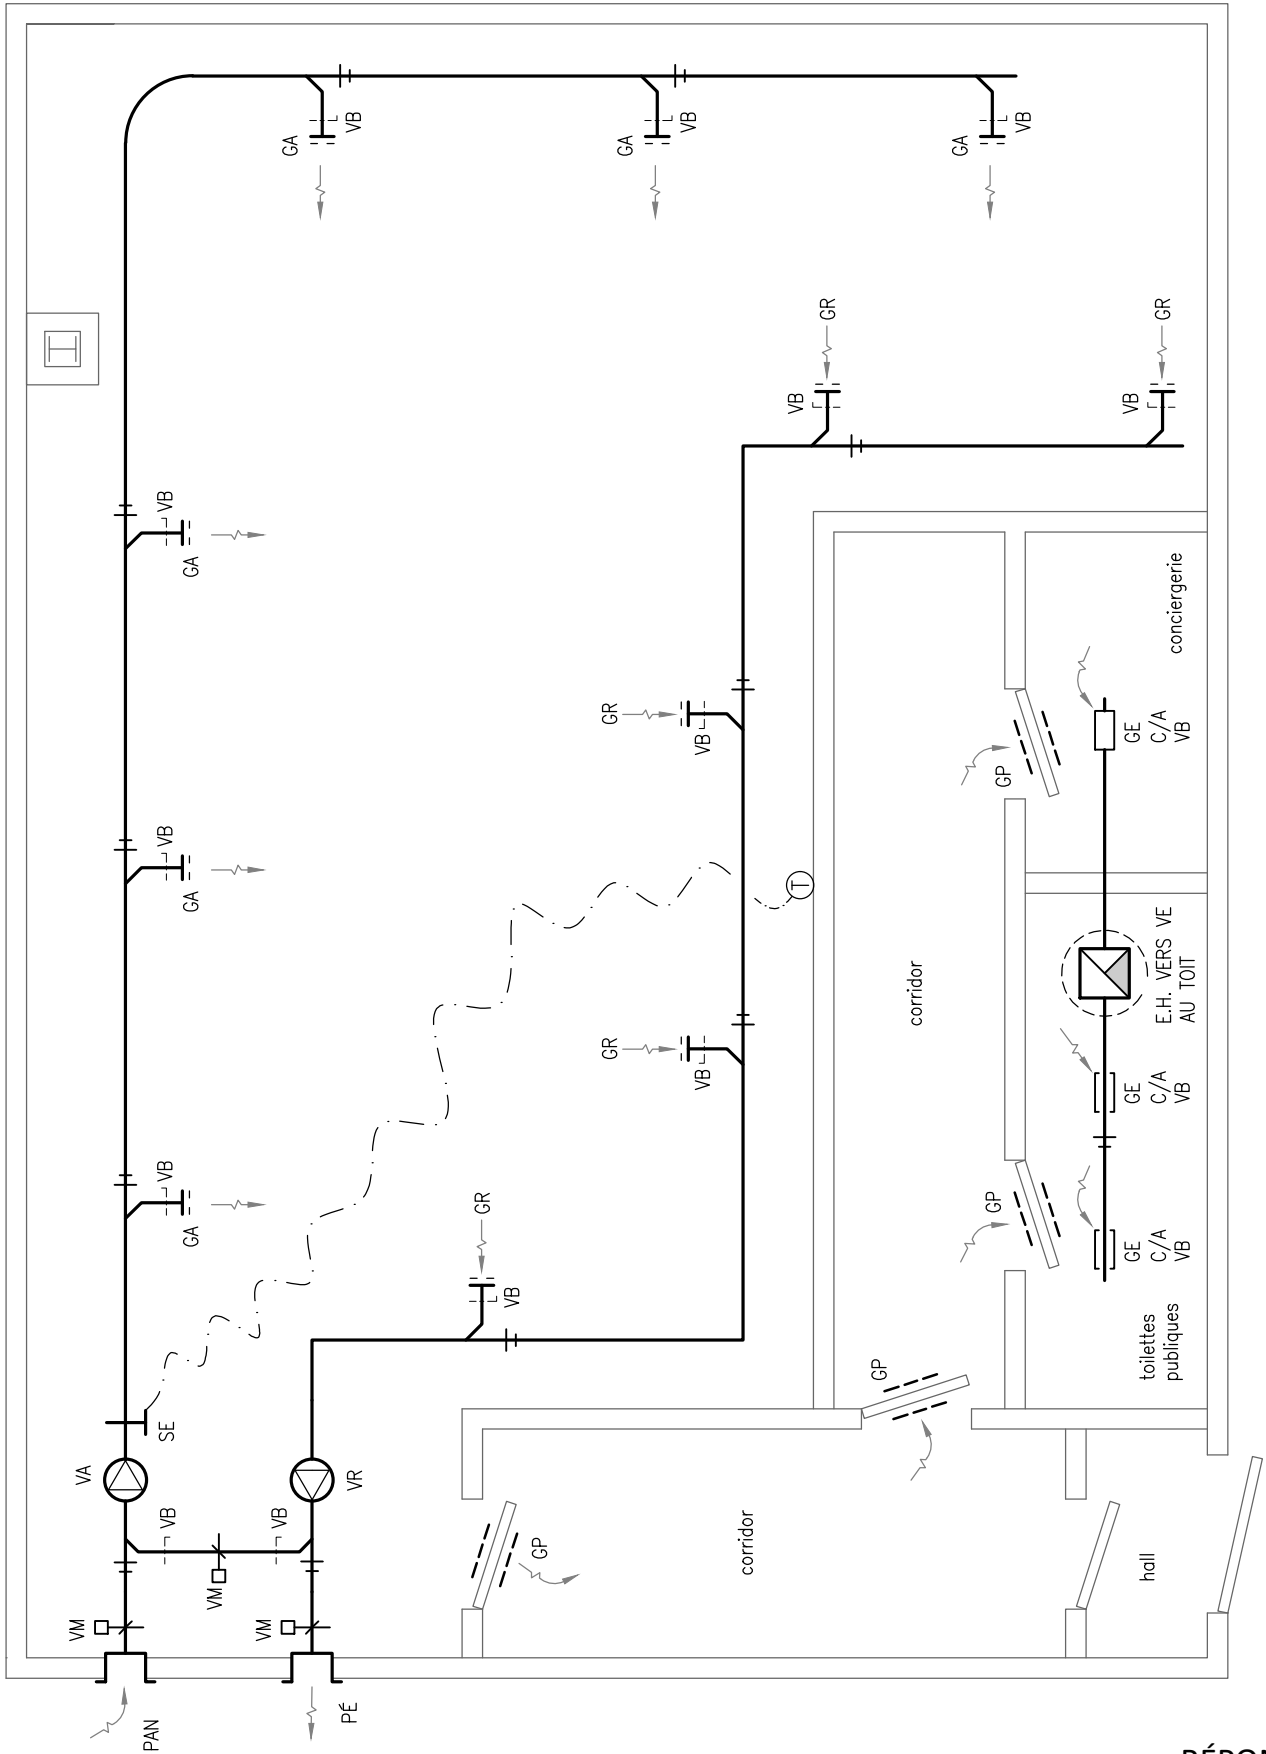 GA
VB
GA
VB
GA
VB
GR
GR
VB
VB
VB
GA
conciergerie
GR
VB
GP
GE
C/A
VB
VB
GA
T
corridor
E.H. VERS VE
AU TOIT
GR
VB
GE
C/A
VB
VB
GA
GR
VB
GP
GE
C/A
VB
toilettes
publiques
GP
SE
VA
VR
VB
VB
GP
corridor
hall
VM
VM
VM
PAN
PÉ